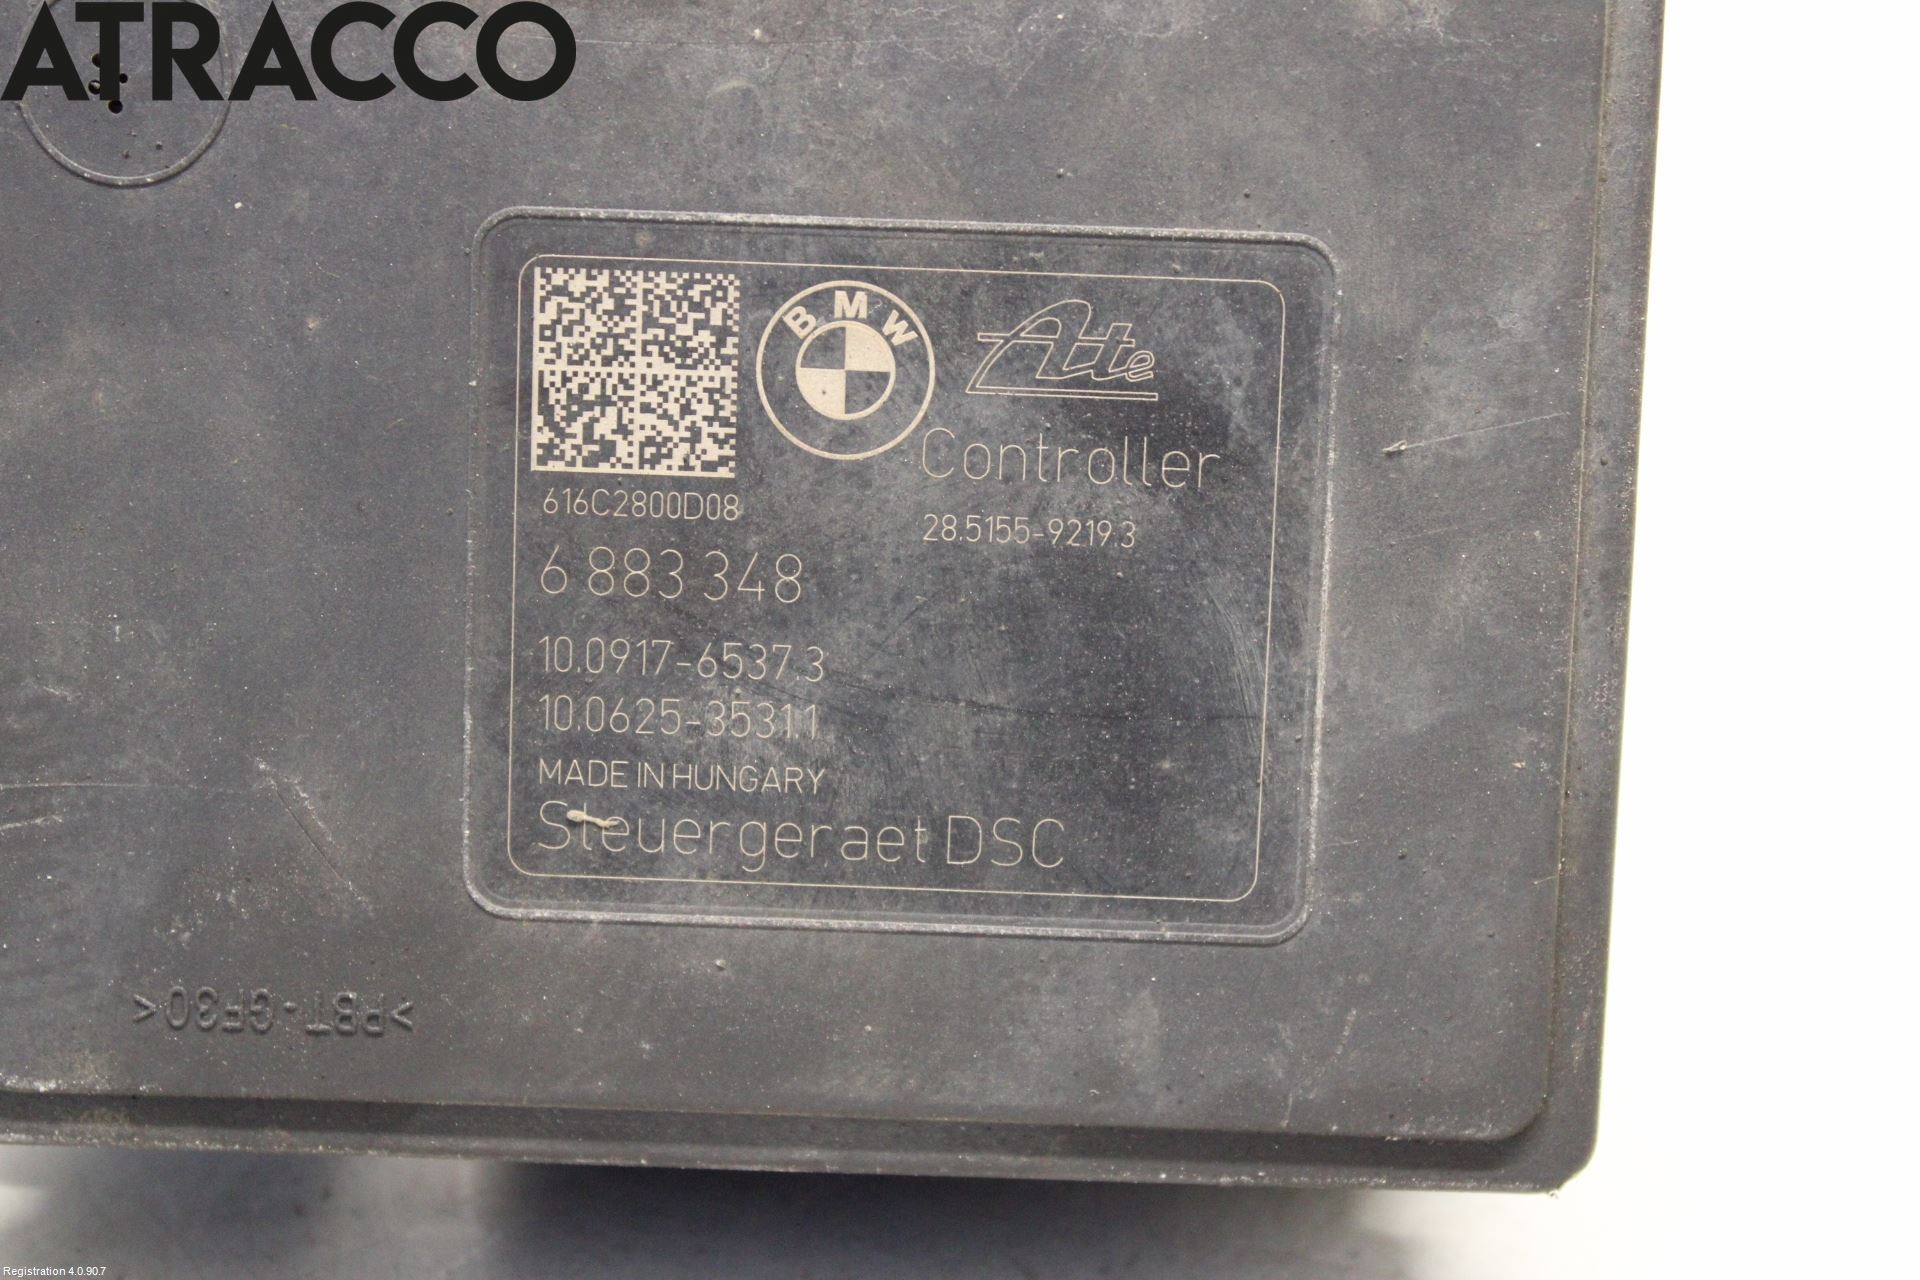 ATRACCO
BMW
Ate
Controller
616C2800D08
28.5155-9219.3
6 883 348
10.0917-6537.3
10.0625-3531.1
MADE IN HUNGARY
Steuergeraet DSC
>PBT-GF30<
Registration 4.0.90.7